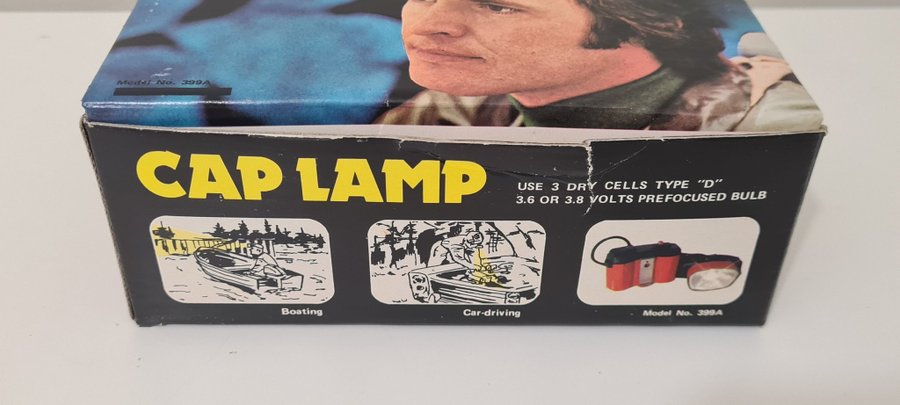 Model No. 399A
CAP LAMP
USE 3 DRY CELLS TYPE "D"
3.6 OR 3.8 VOLTS PREFOCUSED BULB
Boating
Car-driving
Model No. 399A